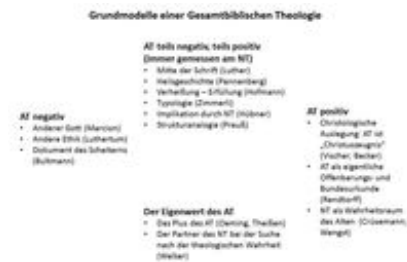 Grundmodelle einer Gesamtbiblischen Theologie
AT teils negativ, teils positiv
(immer gemessen am NT)
• Mitte der Schrift (Luther)
• Heilsgeschichte (Pannenberg)
• Verheißung – Erfüllung (Hofmann)
• Typologie (Zimmerli)
• Implikation durch NT (Hübner)
• Strukturanalogie (Preuß)
AT negativ
• Anderer Gott (Marcion)
• Andere Ethik (Luthertum)
• Dokument des Scheiterns
(Bultmann)
AT positiv
• Christologische
Auslegung: AT ist
„Christuszeugnis“
(Vischer, Becker)
• AT als eigentliche
Offenbarungs- und
Bundesurkunde
(Rendtorff)
• NT als Wahrheitsraum
des Alten (Crüsemann,
Wengst)
Der Eigenwert des AT
• Das Plus des AT (Oeming, Theißen)
• Der Partner des NT bei der Suche
nach der theologischen Wahrheit
(Welker)